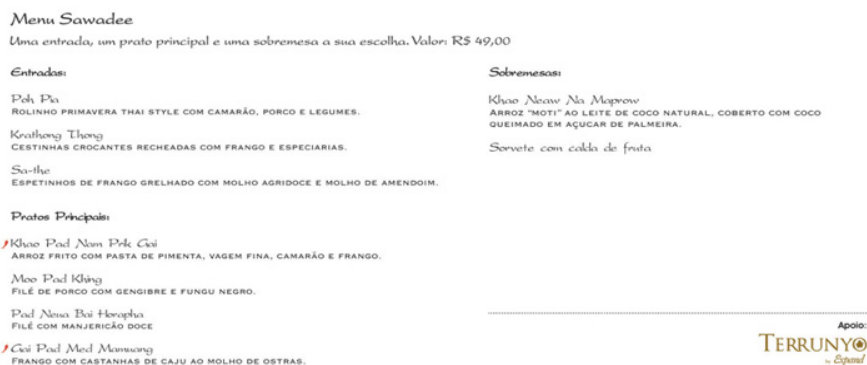 Menu Sawadee
Uma entrada, um prato principal e uma sobremesa a sua escolha. Valor: R$ 49,00
Entradas:
Poh Pia
ROLINHO PRIMAVERA THAI STYLE COM CAMARÃO, PORCO E LEGUMES.
Krathong Thong
CESTINHAS CROCANTES RECHEADAS COM FRANGO E ESPECIARIAS.
Sa-the
ESPETINHOS DE FRANGO GRELHADO COM MOLHO AGRIDOCE E MOLHO DE AMENDOIM.
Pratos Principais:
Khao Pad Nam Prik Gai
ARROZ FRITO COM PASTA DE PIMENTA, VAGEM FINA, CAMARÃO E FRANGO.
Moo Pad Khing
FILÉ DE PORCO COM GENGIBRE E FUNGU NEGRO.
Pad Neua Bai Horapha
FILÉ COM MANJERICÃO DOCE
Gai Pad Med Mamuang
FRANGO COM CASTANHAS DE CAJU AO MOLHO DE OSTRAS.
Sobremesas:
Khao Neaw Na Maprow
ARROZ "MOTI" AO LEITE DE COCO NATURAL, COBERTO COM COCO
QUEIMADO EM AÇUCAR DE PALMEIRA.
Sorvete com calda de fruta
Apoio:
TERRUNYO
by Expand